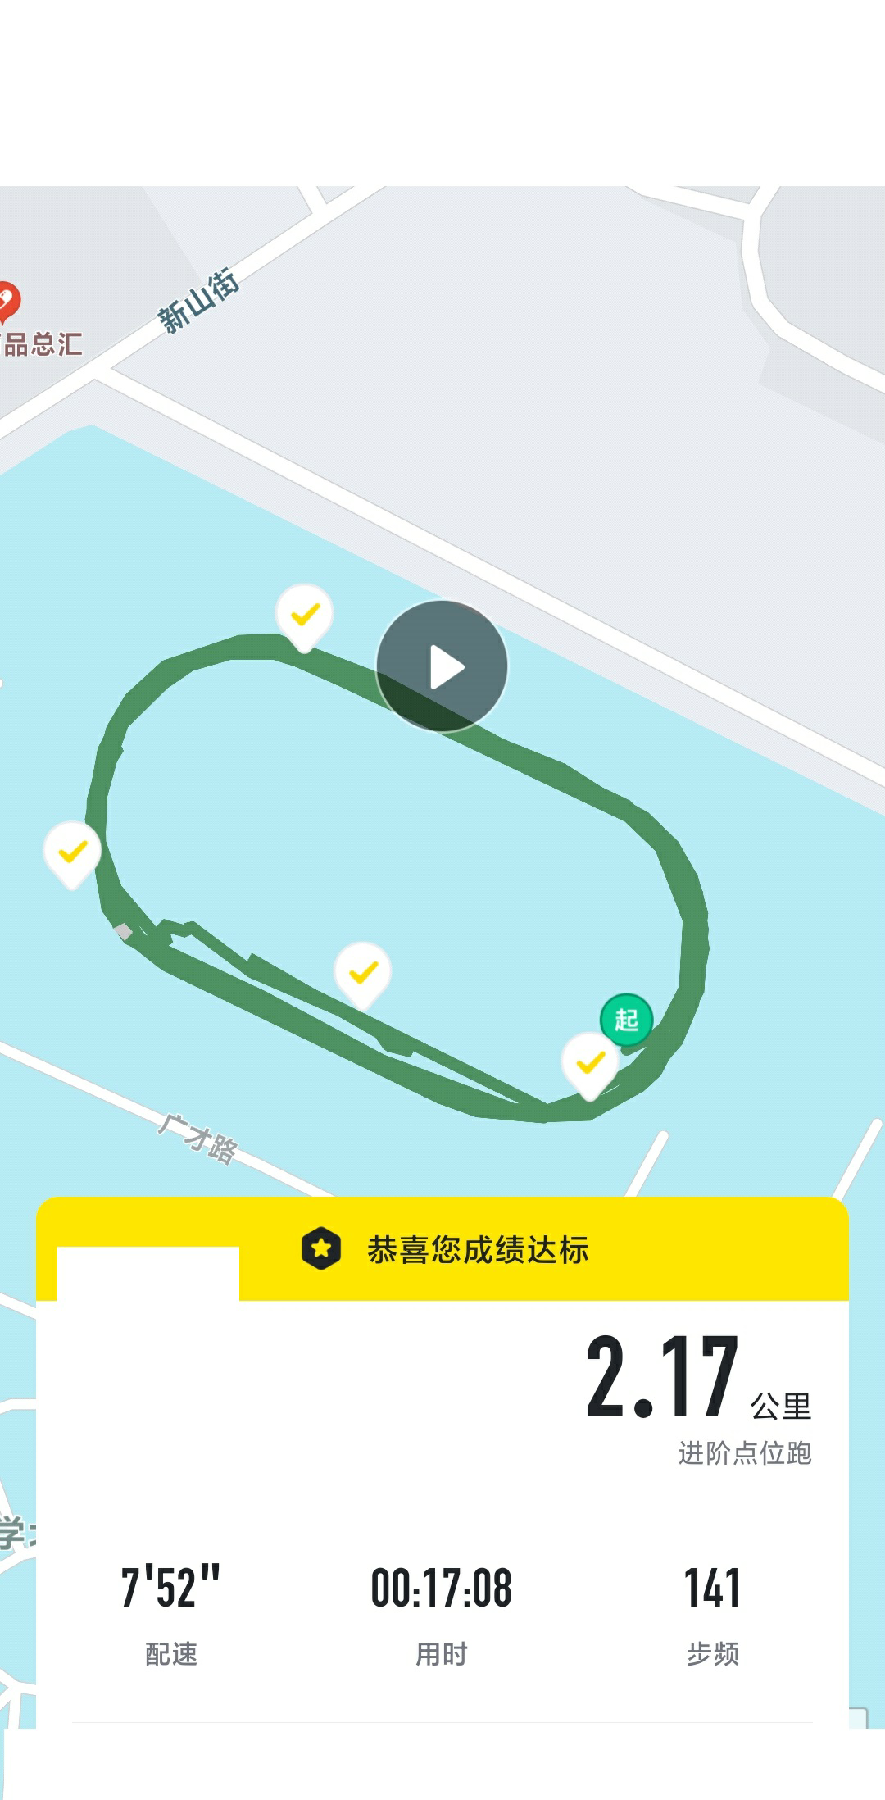 新山街
品总汇
起
广才路
恭喜您成绩达标
2.17 公里
进阶点位跑
学
7'52" 00:17:08 141
配速 用时 步频